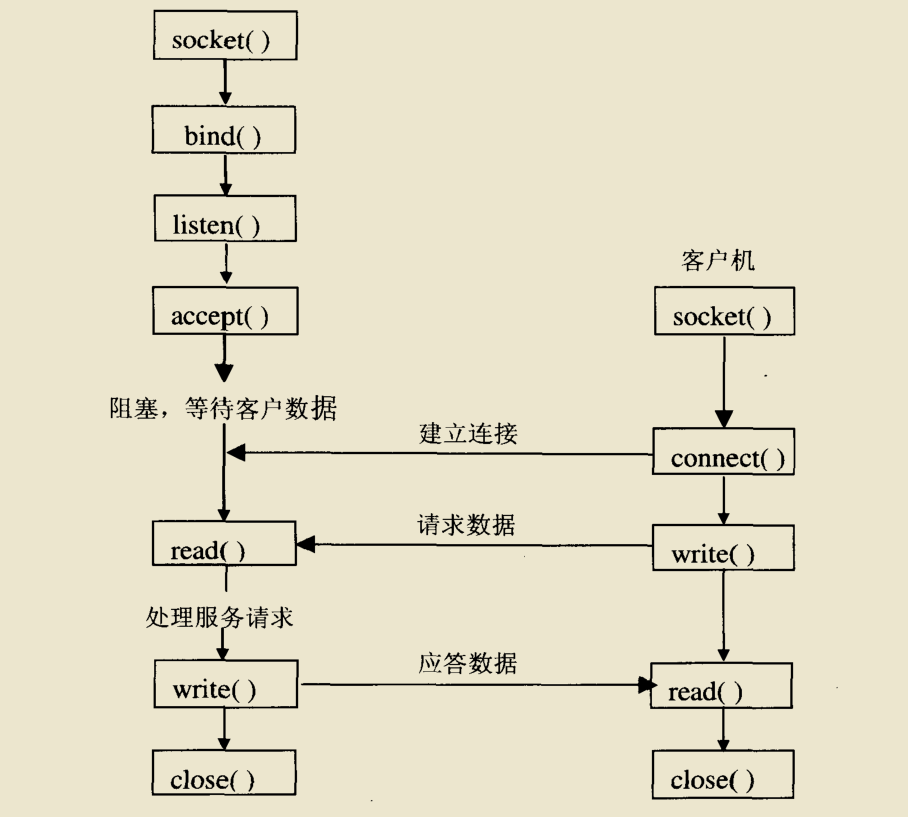 socket( )
bind( )
listen( )
accept( )
阻塞，等待客户数据
read( )
处理服务请求
write( )
close( )
建立连接
请求数据
应答数据
客户机
socket( )
connect( )
write( )
read( )
close( )